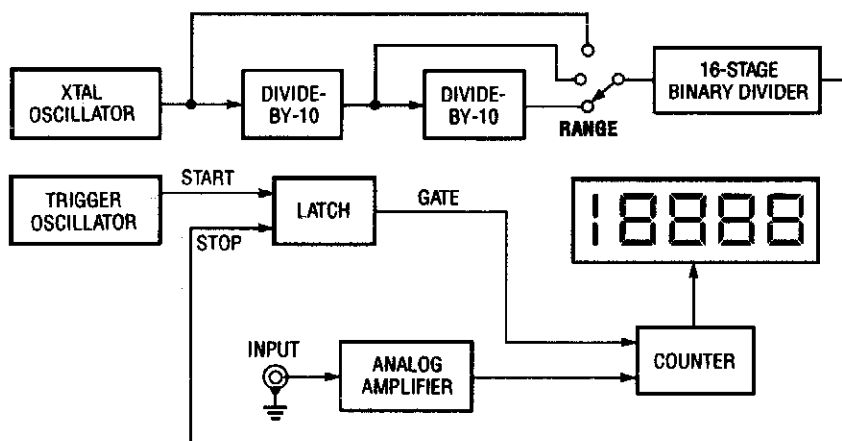 XTAL
OSCILLATOR
DIVIDE-
BY-10
DIVIDE-
BY-10
RANGE
16-STAGE
BINARY DIVIDER
TRIGGER
OSCILLATOR
START
STOP
LATCH
GATE
18888
INPUT
ANALOG
AMPLIFIER
COUNTER